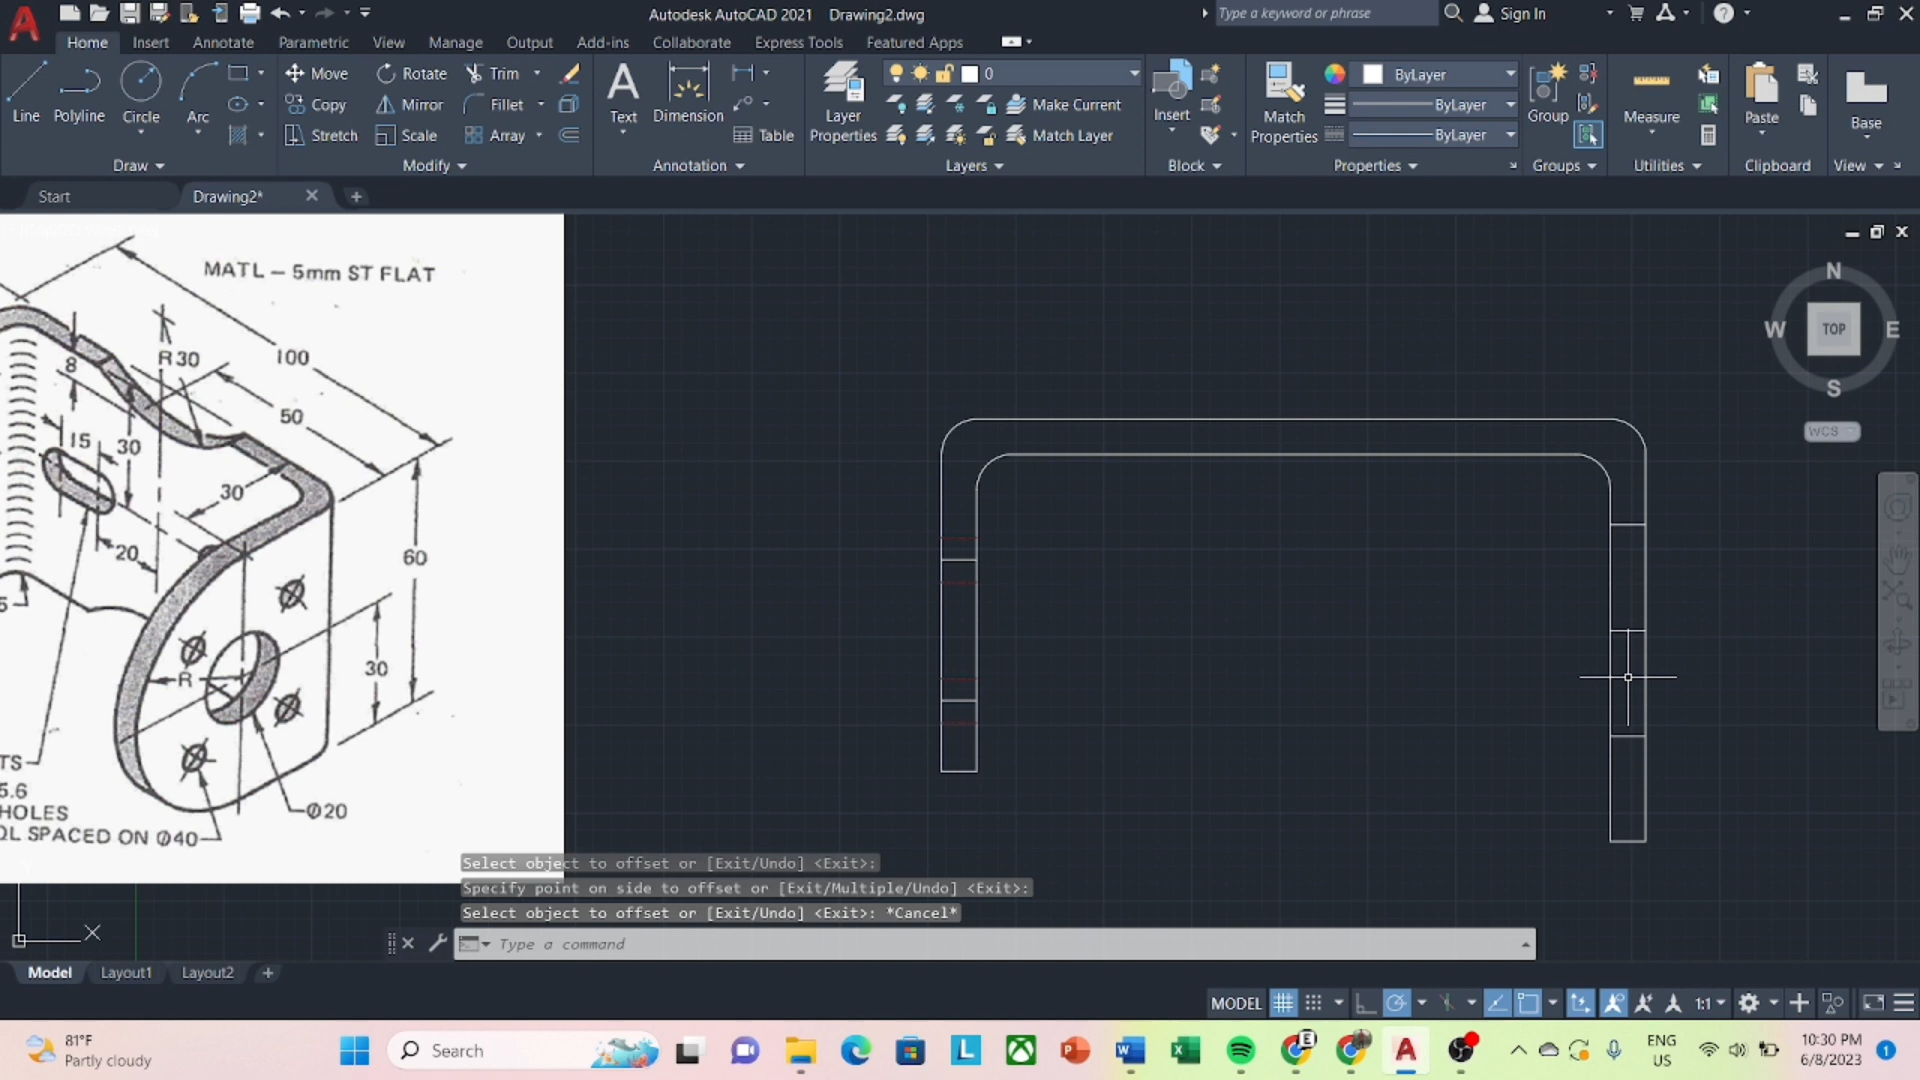 Autodesk AutoCAD 2021 Drawing2.dwg
Type a keyword or phrase
Sign In
Home Insert Annotate Parametric View Manage Output Add-ins Collaborate Express Tools Featured Apps
Line Polyline Circle Arc
Move Rotate Trim
Copy Mirror Fillet
Stretch Scale Array
Text Dimension
Table
Layer Properties
0
Make Current
Match Layer
Insert
Match Properties
ByLayer
ByLayer
ByLayer
Group
Measure
Paste
Base
Draw Modify Annotation Layers Block Properties Groups Utilities Clipboard View
Start Drawing2*
MATL – 5mm ST FLAT
R30
100
8
50
15
30
30
20
60
5
30
R
TS
5.6
HOLES
QL SPACED ON Ø40
Ø20
N
W TOP E
S
WCS
Select object to offset or [Exit/Undo] <Exit>:
Specify point on side to offset or [Exit/Multiple/Undo] <Exit>:
Select object to offset or [Exit/Undo] <Exit>: *Cancel*
Type a command
Model Layout1 Layout2
MODEL
1:1
81°F
Partly cloudy
Search
ENG
US
10:30 PM
6/8/2023
1